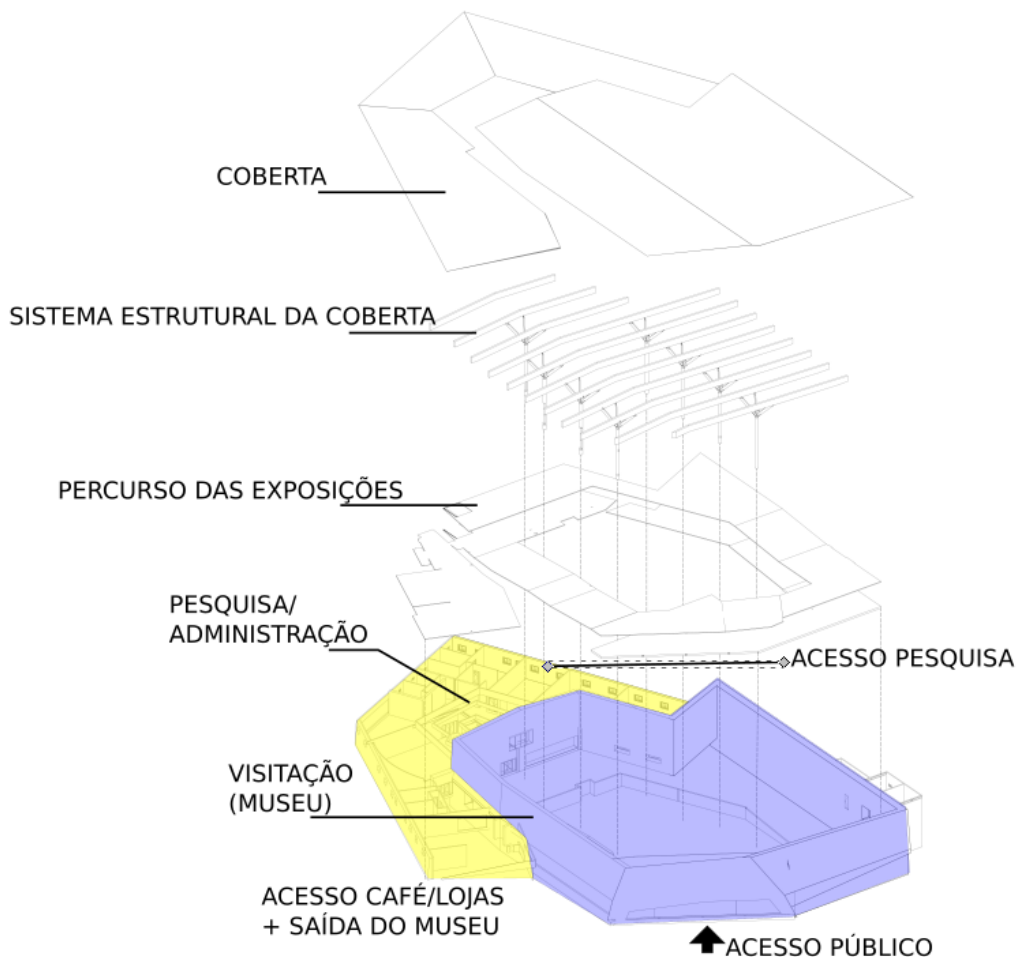 COBERTA
SISTEMA ESTRUTURAL DA COBERTA
PERCURSO DAS EXPOSIÇÕES
PESQUISA/
ADMINISTRAÇÃO
ACESSO PESQUISA
VISITAÇÃO
(MUSEU)
ACESSO CAFÉ/LOJAS
+ SAÍDA DO MUSEU
ACESSO PÚBLICO